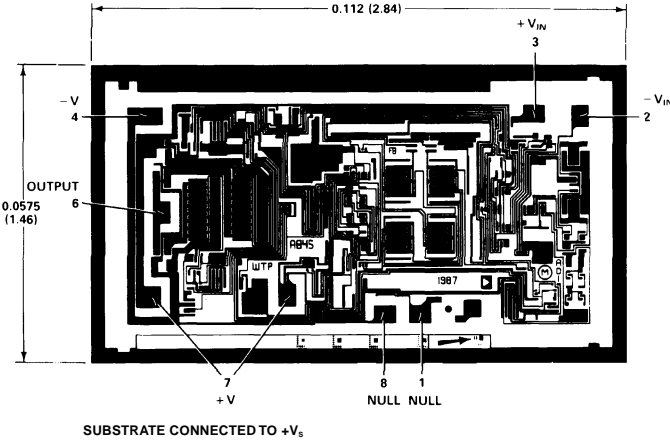 0.112 (2.84)
+ VIN
3
– V
4
– VIN
2
FB
OUTPUT
6
0.0575
(1.46)
A845
WTP
1987
M
A
D
I
7
+ V
8
NULL
1
NULL
SUBSTRATE CONNECTED TO +Vs